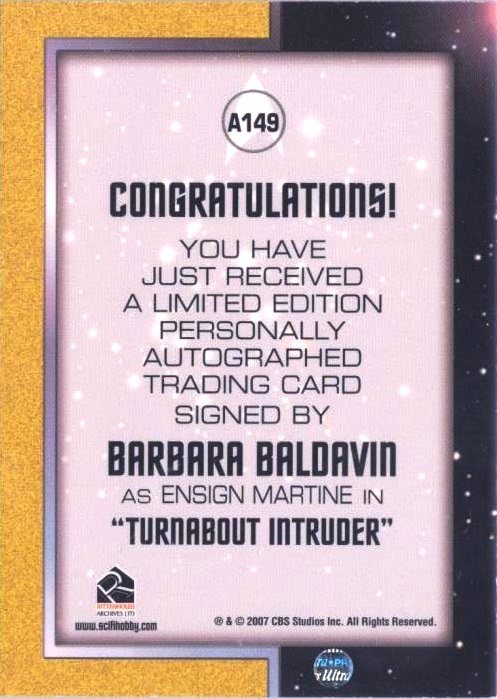 A149
CONGRATULATIONS!
YOU HAVE
JUST RECEIVED
A LIMITED EDITION
PERSONALLY
AUTOGRAPHED
TRADING CARD
SIGNED BY
BARBARA BALDAVIN
AS ENSIGN MARTINE IN
"TURNABOUT INTRUDER"
RITTENHOUSE
ARCHIVES LTD
www.scifihobby.com
® & © 2007 CBS Studios Inc. All Rights Reserved.